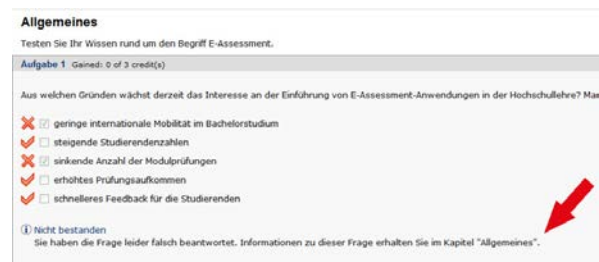 Allgemeines
Testen Sie Ihr Wissen rund um den Begriff E-Assessment.
Aufgabe 1 Gained: 0 of 3 credit(s)
Aus welchen Gründen wächst derzeit das Interesse an der Einführung von E-Assessment-Anwendungen in der Hochschullehre?
geringe internationale Mobilität im Bachelorstudium
steigende Studierendenzahlen
sinkende Anzahl der Modulprüfungen
erhöhtes Prüfungsaufkommen
schnelleres Feedback für die Studierenden
Nicht bestanden
Sie haben die Frage leider falsch beantwortet. Informationen zu dieser Frage erhalten Sie im Kapitel "Allgemeines".